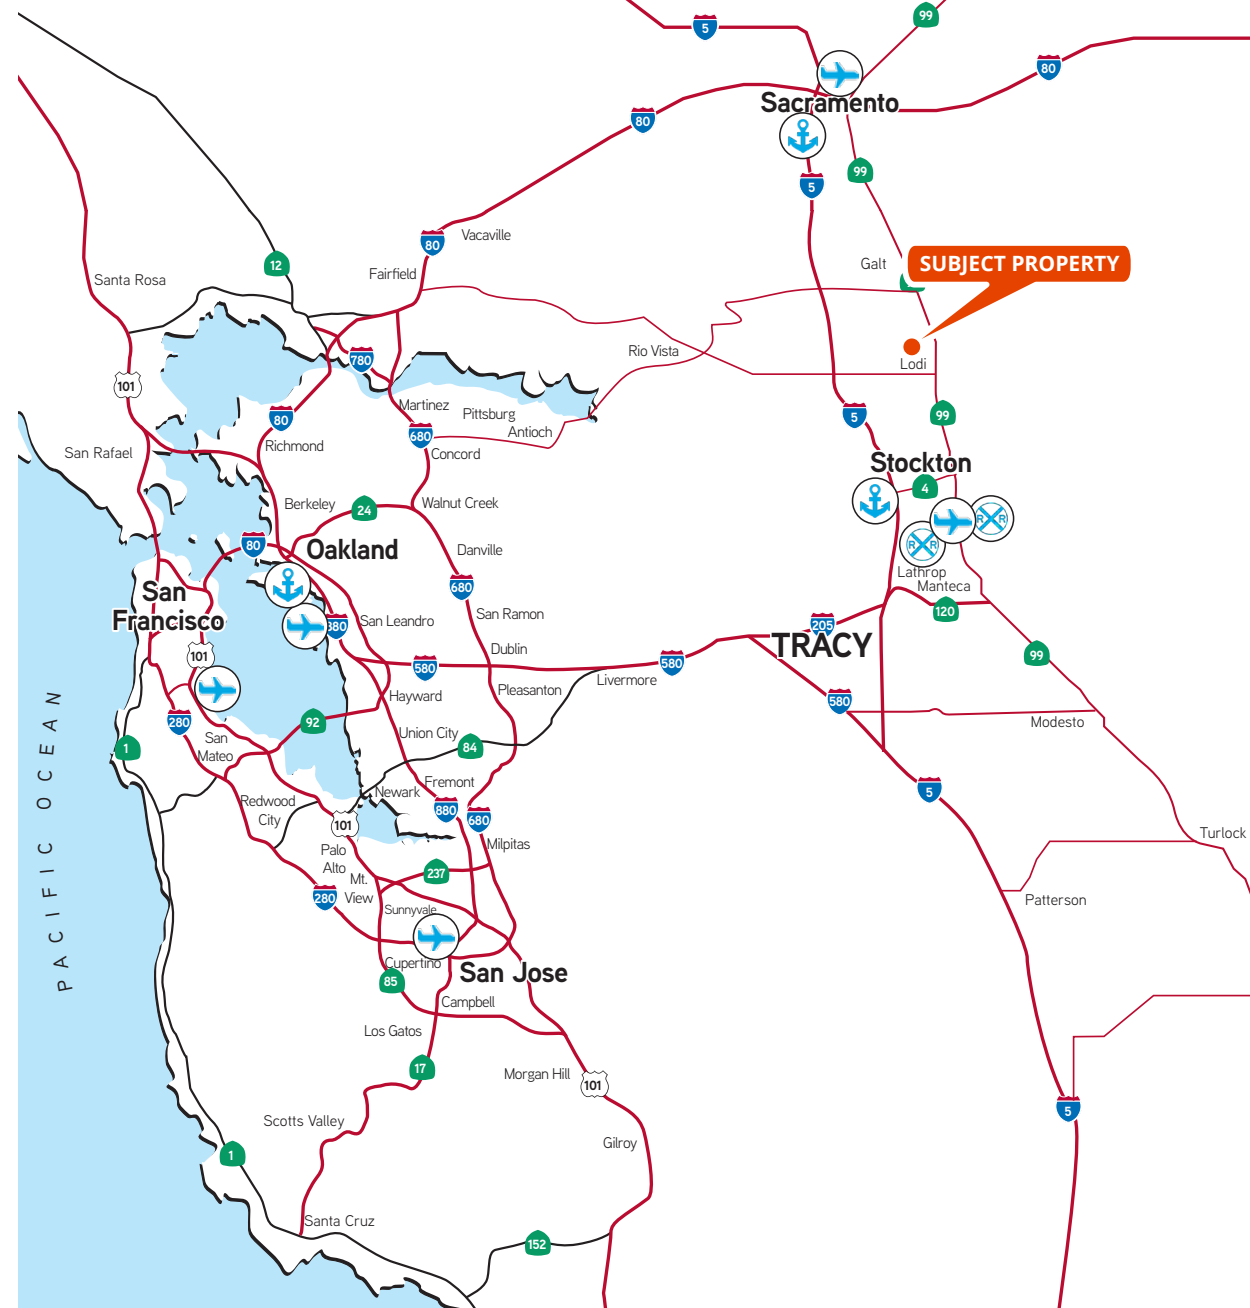 5
99
80
Sacramento
80
5
99
Vacaville
80
12
Fairfield
Galt
SUBJECT PROPERTY
Santa Rosa
Rio Vista
780
Lodi
101
Martinez
80
Pittsburg
5
99
680
Antioch
Richmond
San Rafael
Concord
Stockton
4
Berkeley
24
Walnut Creek
R R
R R
80
Oakland
Danville
Lathrop
Manteca
680
120
San
Francisco
880
San Leandro
San Ramon
205
TRACY
101
Dublin
580
580
99
Livermore
Pleasanton
Hayward
580
280
92
Modesto
San
Mateo
Union City
84
1
PACIFIC OCEAN
Fremont
Newark
5
Redwood
City
880
680
101
Turlock
Milpitas
Palo
Alto
237
Mt.
View
280
Patterson
Sunnyvale
Cupertino
San Jose
85
Campbell
Los Gatos
17
Morgan Hill
101
5
Scotts Valley
Gilroy
1
Santa Cruz
152